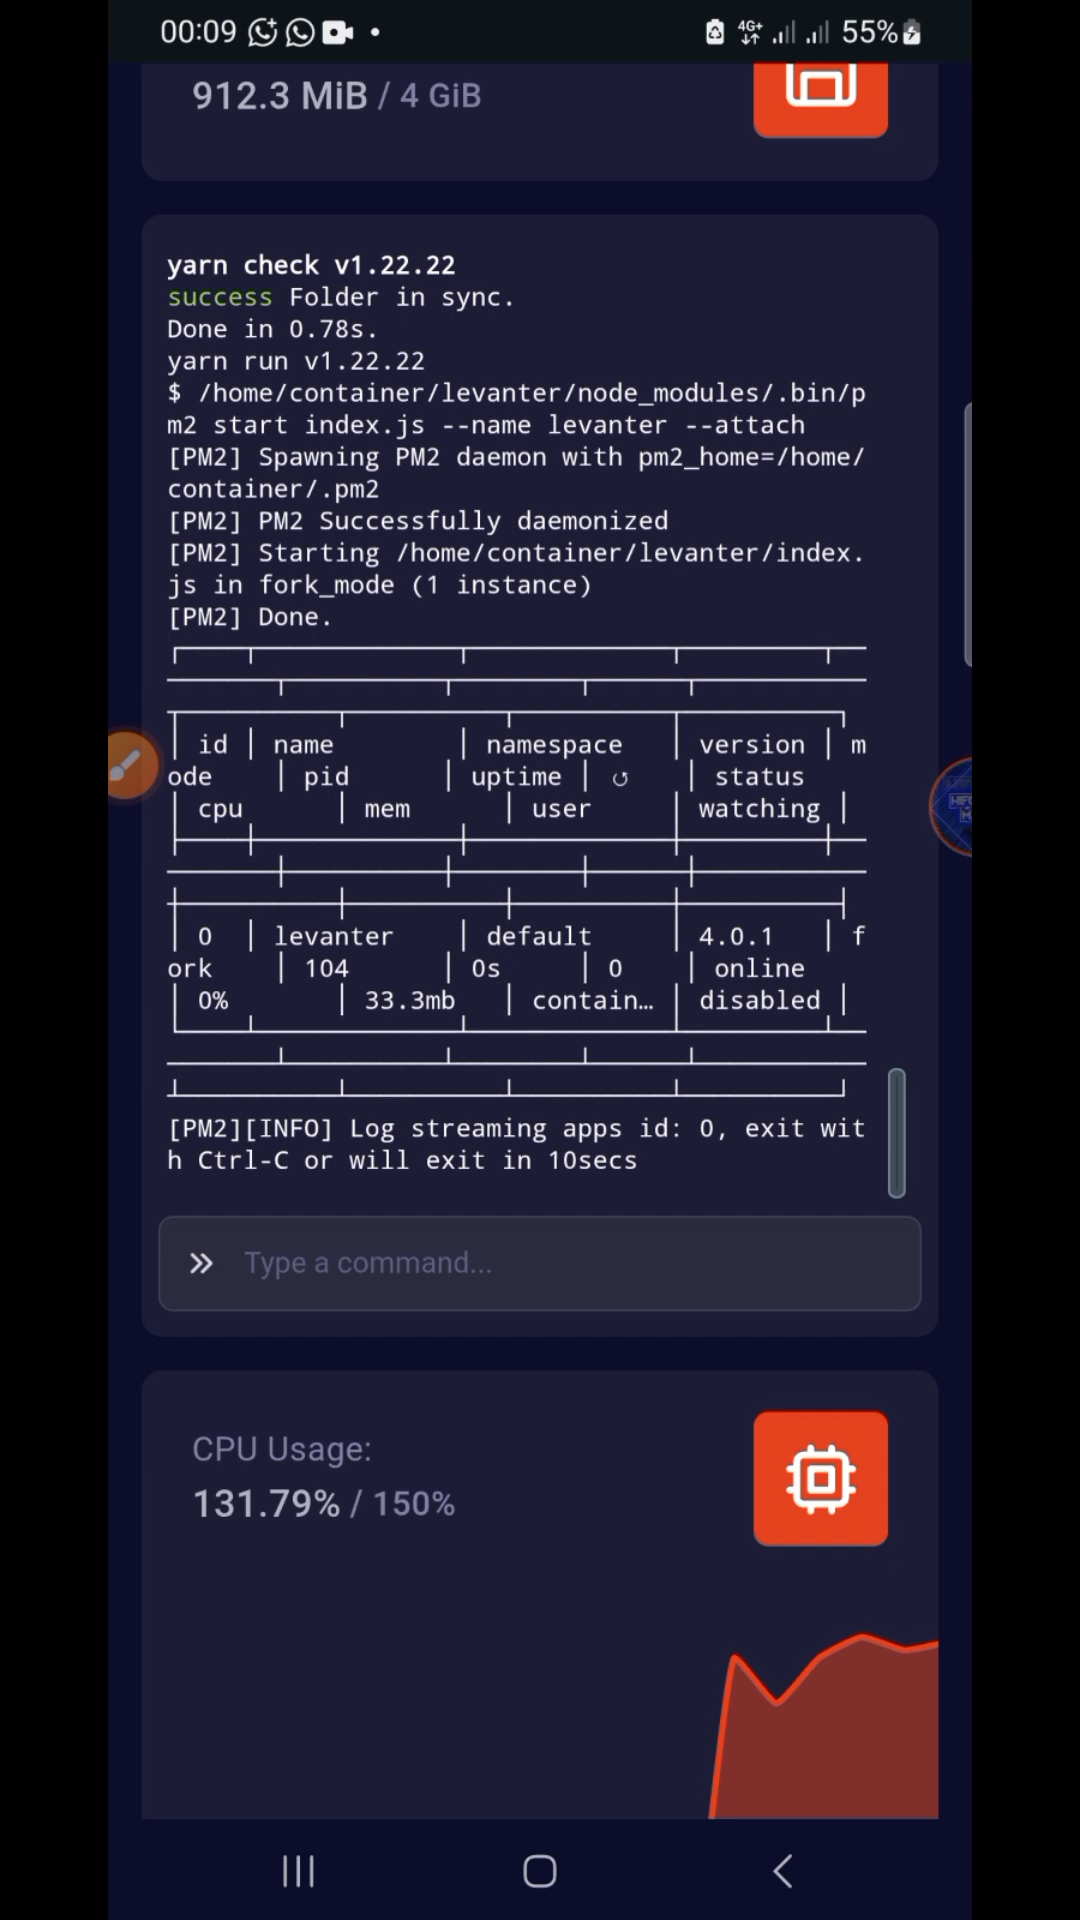 00:09 4G+ 55%
912.3 MiB / 4 GiB
yarn check v1.22.22
success Folder in sync.
Done in 0.78s.
yarn run v1.22.22
$ /home/container/levanter/node_modules/.bin/p
m2 start index.js --name levanter --attach
[PM2] Spawning PM2 daemon with pm2_home=/home/
container/.pm2
[PM2] PM2 Successfully daemonized
[PM2] Starting /home/container/levanter/index.
js in fork_mode (1 instance)
[PM2] Done.
│ id │ name │ namespace │ version │ m
ode │ pid │ uptime │ ↺ │ status
│ cpu │ mem │ user │ watching │
│ 0 │ levanter │ default │ 4.0.1 │ f
ork │ 104 │ 0s │ 0 │ online
│ 0% │ 33.3mb │ contain… │ disabled │
[PM2][INFO] Log streaming apps id: 0, exit wit
h Ctrl-C or will exit in 10secs
» Type a command...
CPU Usage:
131.79% / 150%